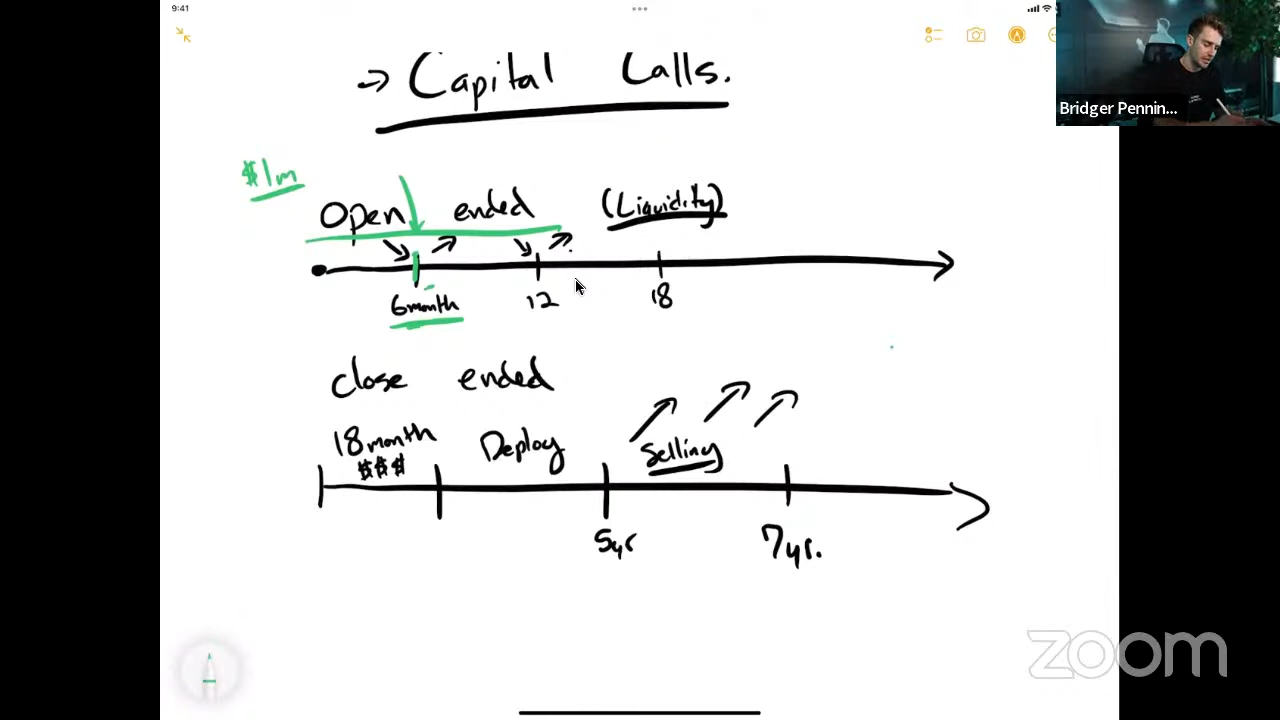 9:41
→ Capital Calls.
Bridger Pennin...
$1m
Open ended (Liquidity)
6month 12 18
close ended
18month Deploy Selling
$$$
5yr 7yr.
zoom